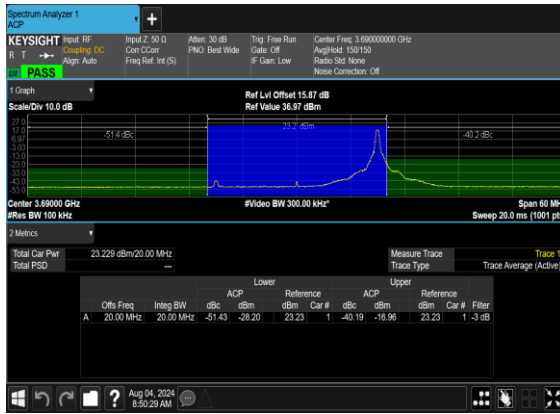 Spectrum Analyzer 1
ACP
+
KEYSIGHT Input: RF Input Z: 50 Ω Atten: 30 dB Trig: Free Run Center Freq: 3.690000000 GHz
R T Coupling: DC Corr CCorr PNO: Best Wide Gate: Off Avg|Hold: 150/150
Align: Auto Freq Ref: Int (S) IF Gain: Low Radio Std: None
PASS Noise Correction: Off
1 Graph
Ref Lvl Offset 15.87 dB
Scale/Div 10.0 dB Ref Value 36.97 dBm
27.0
17.0
6.97
-3.03
-13.0
-23.0
-33.0
-43.0
-53.0
-51.4 dBc 23.2 dBm -40.2 dBc
Center 3.69000 GHz #Video BW 300.00 kHz* Span 60 MH
#Res BW 100 kHz Sweep 20.0 ms (1001 pt
2 Metrics
Total Car Pwr 23.229 dBm/20.00 MHz Measure Trace Trace 1
Total PSD --- Trace Type Trace Average (Active)
Lower Upper
ACP Reference ACP Reference
Offs Freq Integ BW dBc dBm dBm Car # dBc dBm dBm Car # Filter
A 20.00 MHz 20.00 MHz -51.43 -28.20 23.23 1 -40.19 -16.96 23.23 1 -3 dB
? Aug 04, 2024
8:50:29 AM